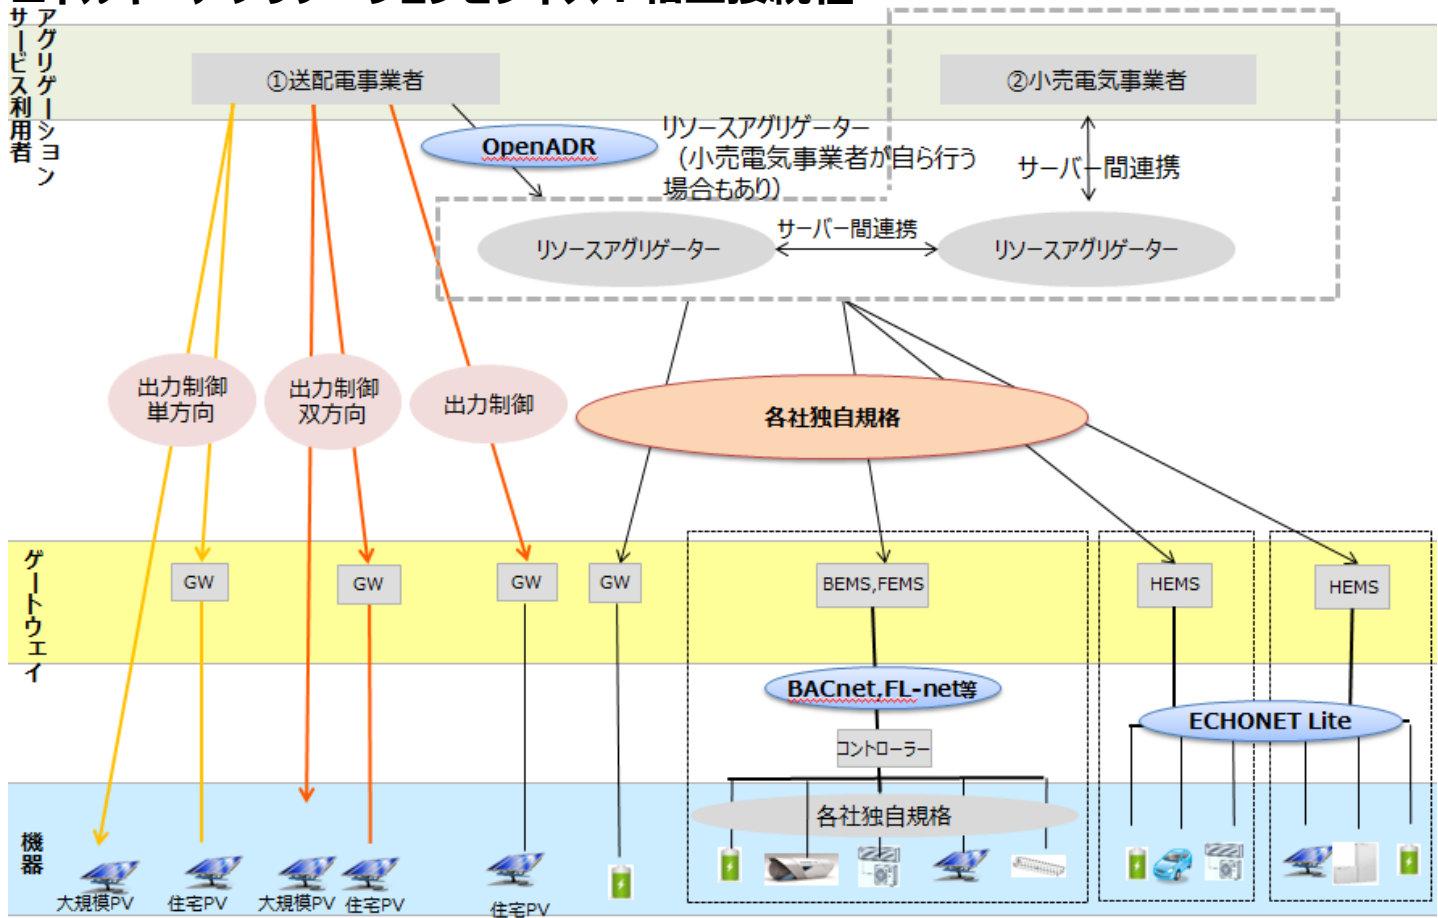 アグリゲーション
サービス利用者
①送配電事業者
②小売電気事業者
OpenADR
リソースアグリゲーター
（小売電気事業者が自ら行う
場合もあり）
サーバー間連携
リソースアグリゲーター
サーバー間連携
リソースアグリゲーター
出力制御
単方向
出力制御
双方向
出力制御
各社独自規格
ゲートウェイ
GW
GW
GW
GW
BEMS,FEMS
HEMS
HEMS
BACnet,FL-net等
ECHONET Lite
コントローラー
各社独自規格
機器
大規模PV
住宅PV
大規模PV
住宅PV
住宅PV